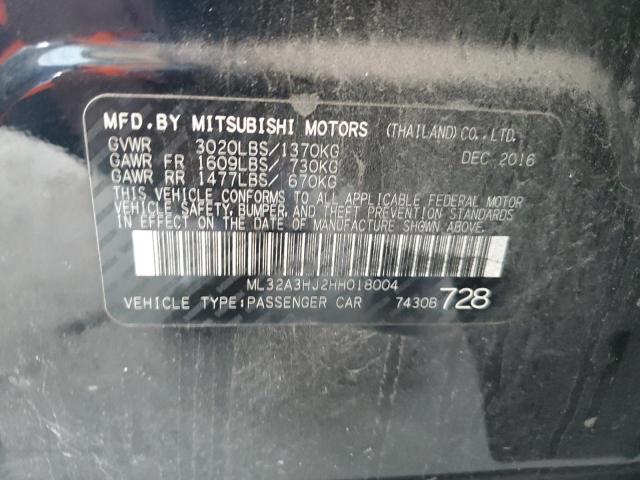 MFD.BY MITSUBISHI MOTORS (THAILAND)CO.,LTD.
GVWR 3020LBS/1370KG DEC 2016
GAWR FR 1609LBS/ 730KG
GAWR RR 1477LBS/ 670KG
THIS VEHICLE CONFORMS TO ALL APPLICABLE FEDERAL MOTOR
VEHICLE SAFETY, BUMPER, AND THEFT PREVENTION STANDARDS
IN EFFECT ON THE DATE OF MANUFACTURE SHOWN ABOVE.
ML32A3HJ2HH018004
VEHICLE TYPE:PASSENGER CAR 7430B 728